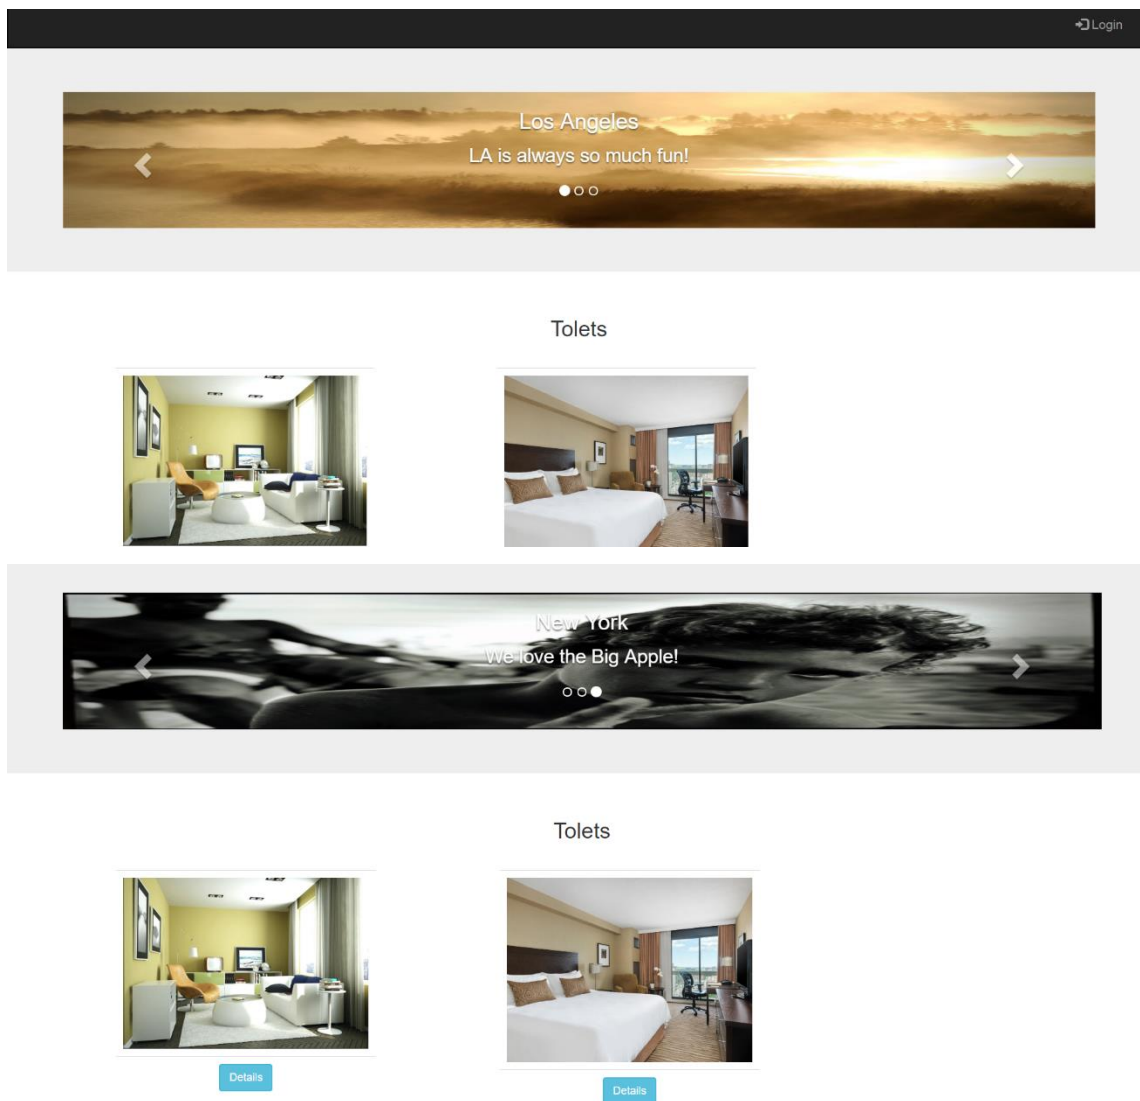 Login
Los Angeles
LA is always so much fun!
Tolets
New York
We love the Big Apple!
Tolets
Details
Details